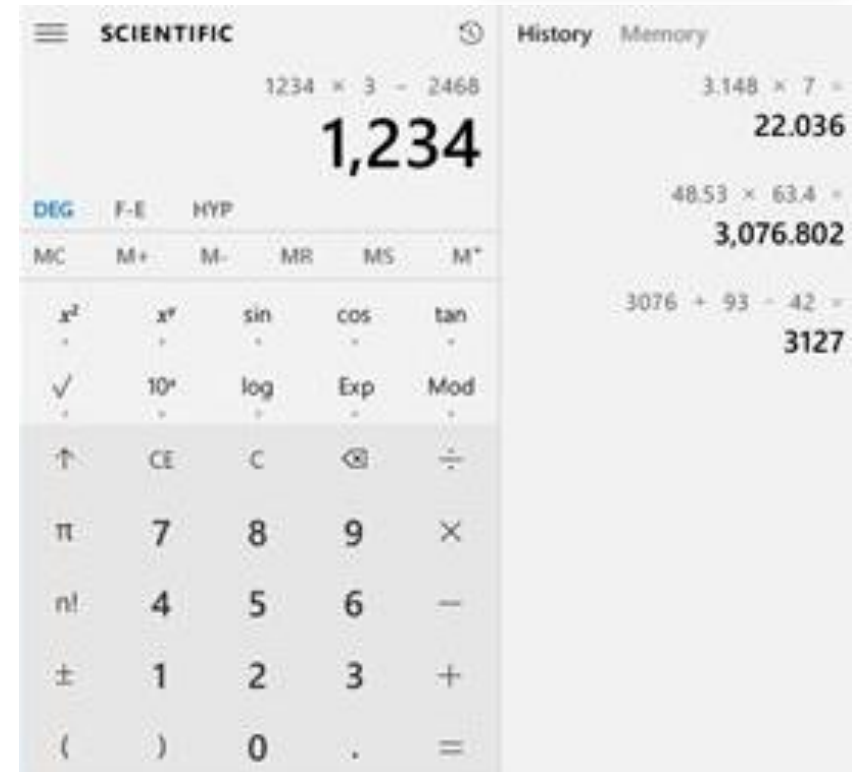 SCIENTIFIC
1234 × 3 - 2468
1,234
DEG F-E HYP
MC M+ M- MR MS M*
x² xʸ sin cos tan
√ 10ˣ log Exp Mod
↑ CE C ⌫ ÷
π 7 8 9 ×
n! 4 5 6 −
± 1 2 3 +
( ) 0 . =
History Memory
3.148 × 7 =
22.036
48.53 × 63.4 =
3,076.802
3076 + 93 - 42 =
3127